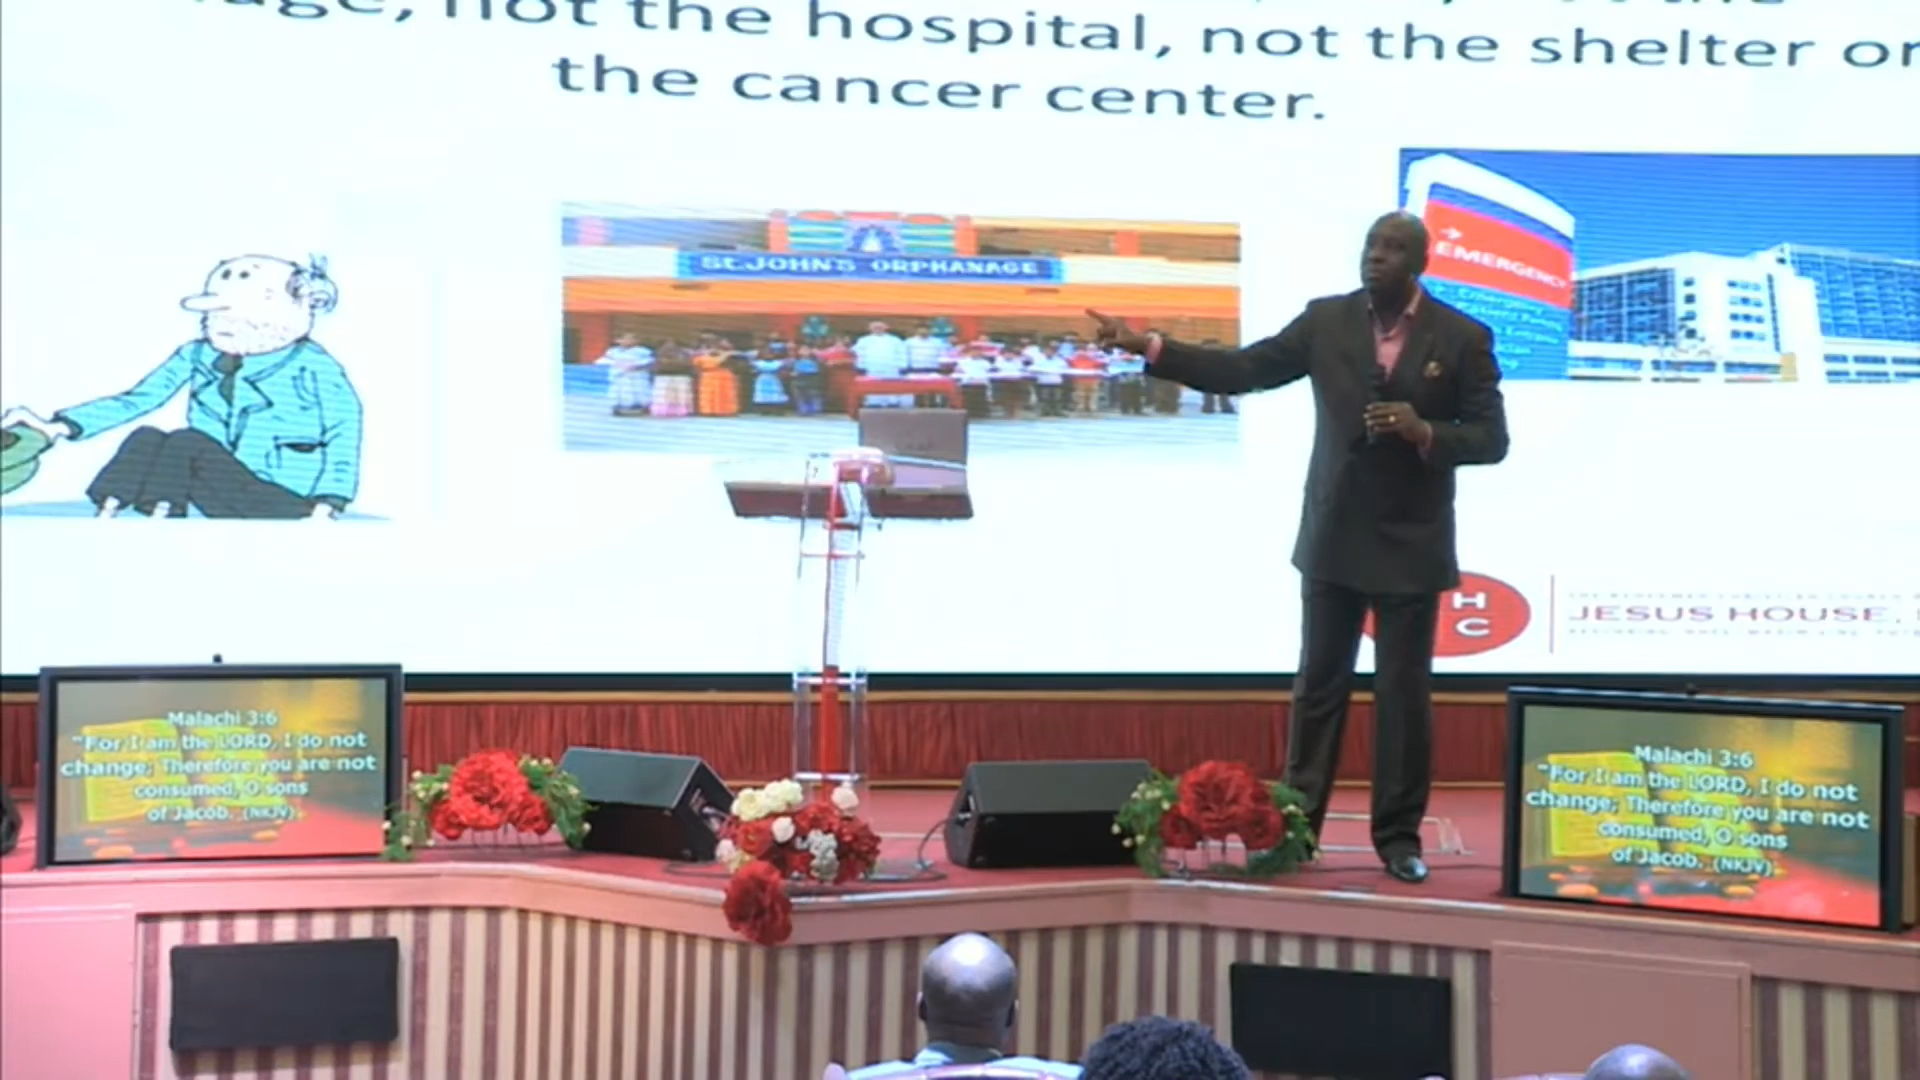 not the hospital, not the shelter or
the cancer center.
ST.JOHN'S ORPHANAGE
EMERGENCY
H
C
JESUS HOUSE,
Malachi 3:6
"For I am the LORD, I do not
change; Therefore you are not
consumed, O sons
of Jacob. (NKJV)
Malachi 3:6
"For I am the LORD, I do not
change; Therefore you are not
consumed, O sons
of Jacob. (NKJV)